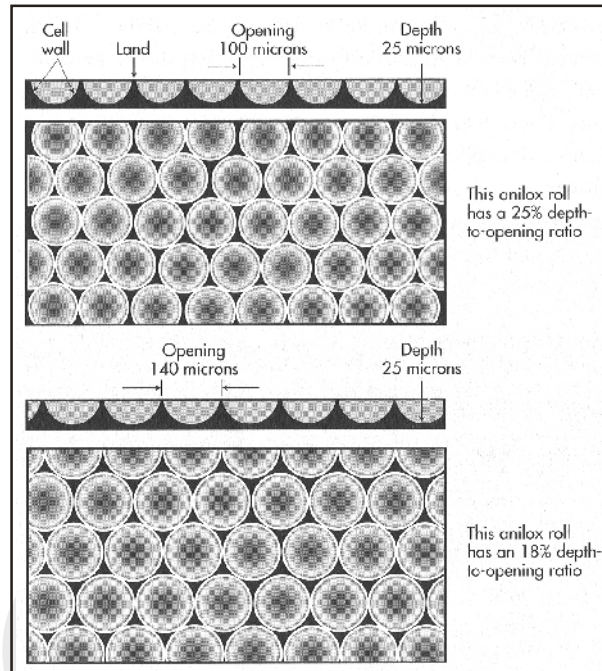 Cell
wall
Land
Opening
100 microns
Depth
25 microns
This anilox roll
has a 25% depth-
to-opening ratio
Opening
140 microns
Depth
25 microns
This anilox roll
has an 18% depth-
to-opening ratio